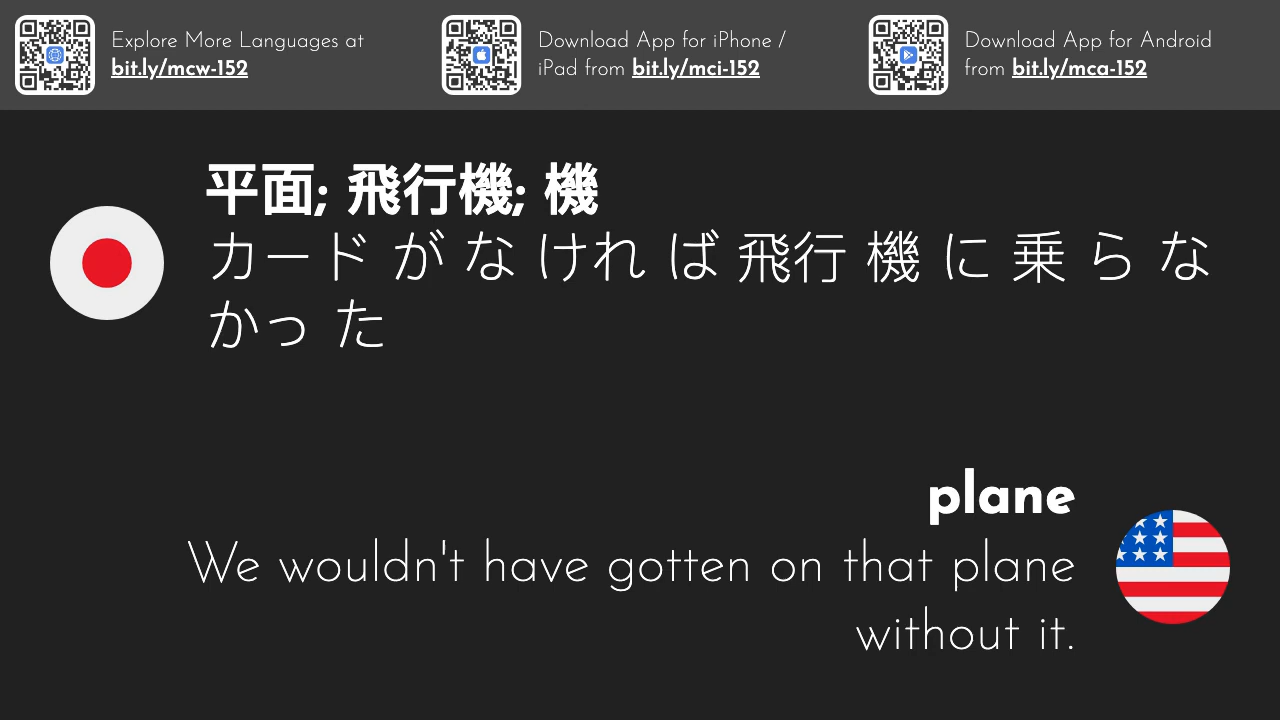 Explore More Languages at
bit.ly/mcw-152
Download App for iPhone /
iPad from bit.ly/mci-152
Download App for Android
from bit.ly/mca-152
平面; 飛行機; 機
カード が な けれ ば 飛行 機 に 乗 ら な
かっ た
plane
We wouldn't have gotten on that plane
without it.